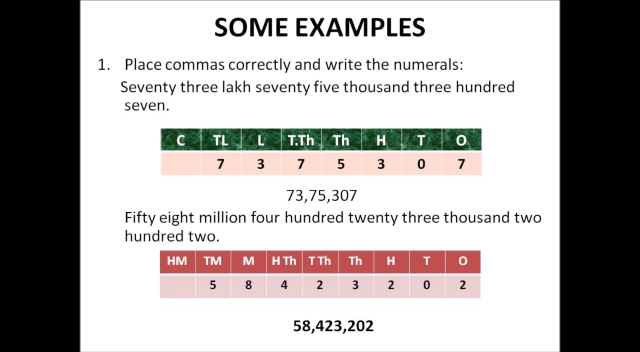 SOME EXAMPLES
1. Place commas correctly and write the numerals:
Seventy three lakh seventy five thousand three hundred
seven.
C TL L T.Th Th H T O
7 3 7 5 3 0 7
73,75,307
Fifty eight million four hundred twenty three thousand two
hundred two.
HM TM M H Th T Th Th H T O
5 8 4 2 3 2 0 2
58,423,202